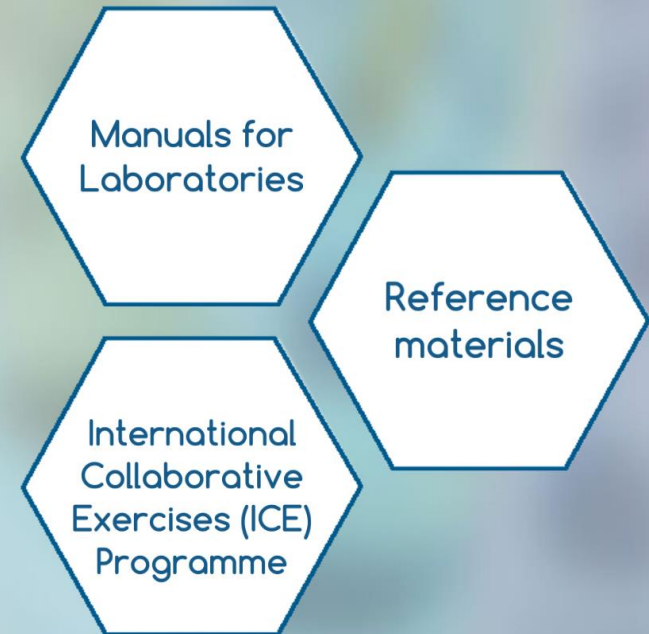 Manuals for
Laboratories
Reference
materials
International
Collaborative
Exercises (ICE)
Programme